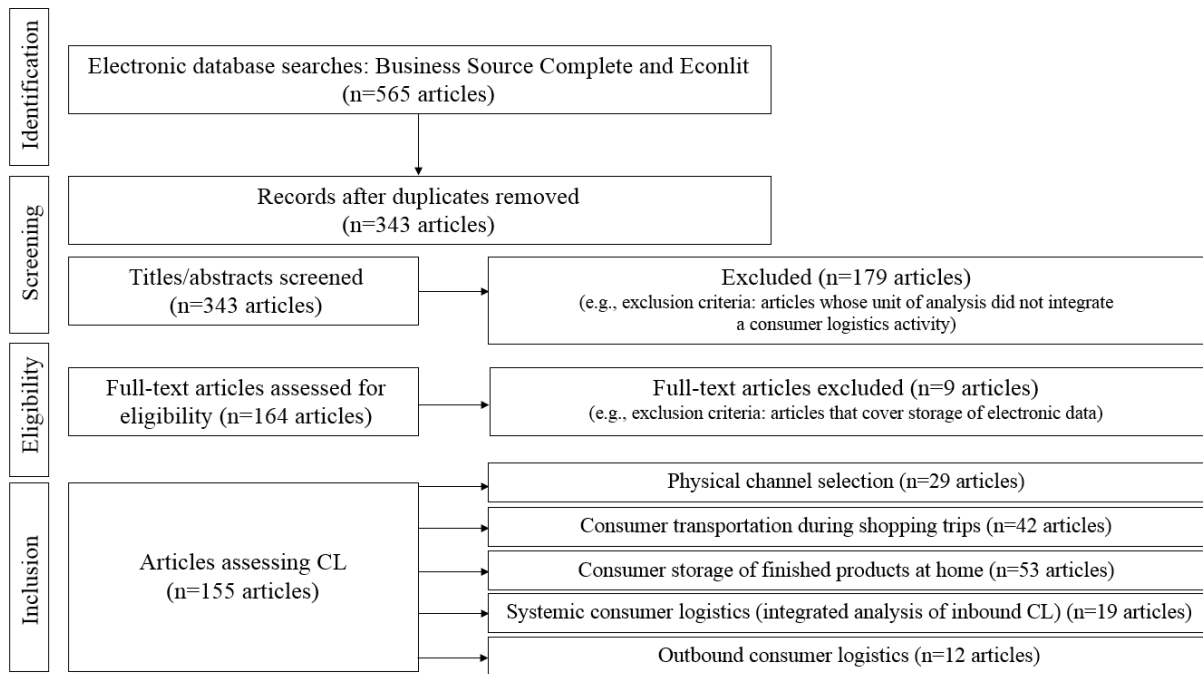 Identification
Electronic database searches: Business Source Complete and Econlit
(n=565 articles)
Screening
Records after duplicates removed
(n=343 articles)
Titles/abstracts screened
(n=343 articles)
Excluded (n=179 articles)
(e.g., exclusion criteria: articles whose unit of analysis did not integrate
a consumer logistics activity)
Eligibility
Full-text articles assessed for
eligibility (n=164 articles)
Full-text articles excluded (n=9 articles)
(e.g., exclusion criteria: articles that cover storage of electronic data)
Inclusion
Articles assessing CL
(n=155 articles)
Physical channel selection (n=29 articles)
Consumer transportation during shopping trips (n=42 articles)
Consumer storage of finished products at home (n=53 articles)
Systemic consumer logistics (integrated analysis of inbound CL) (n=19 articles)
Outbound consumer logistics (n=12 articles)